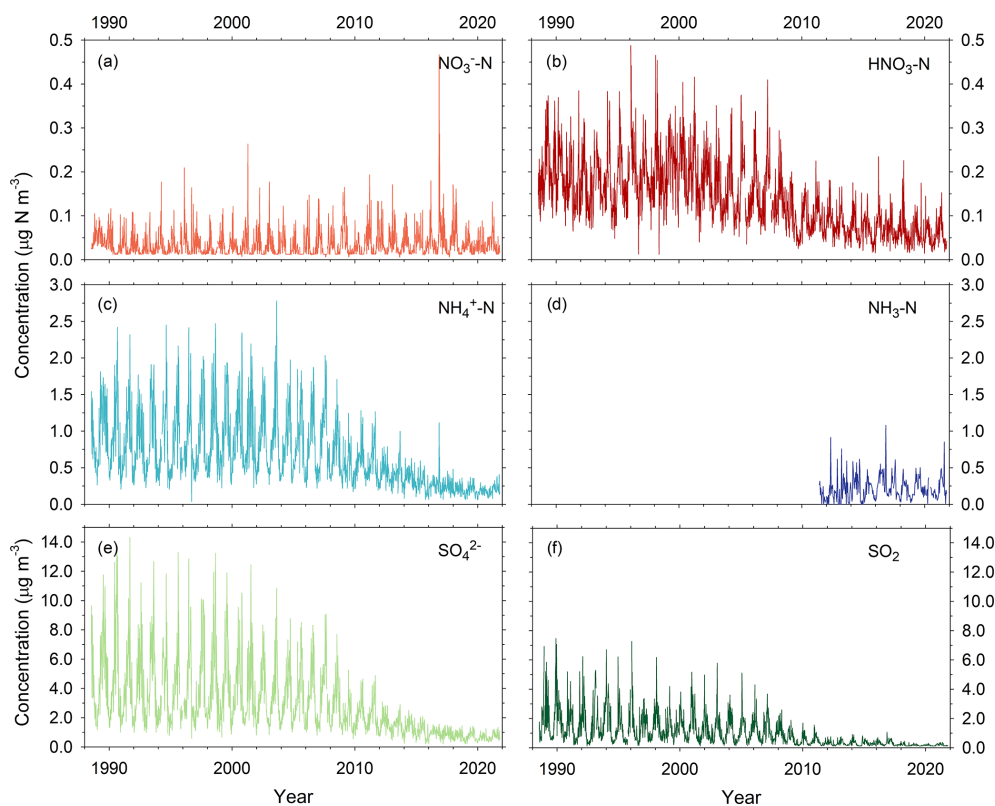 1990 2000 2010 2020 1990 2000 2010 2020
0.5 (a) NO₃⁻-N (b) HNO₃-N 0.5
0.4 0.4
0.3 0.3
0.2 0.2
0.1 0.1
0.0 0.0
Concentration (µg N m⁻³)
3.0 (c) NH₄⁺-N (d) NH₃-N 3.0
2.5 2.5
2.0 2.0
1.5 1.5
1.0 1.0
0.5 0.5
0.0 0.0
14.0 (e) SO₄²⁻ (f) SO₂ 14.0
12.0 12.0
10.0 10.0
8.0 8.0
6.0 6.0
4.0 4.0
2.0 2.0
0.0 0.0
Concentration (µg m⁻³)
1990 2000 2010 2020 1990 2000 2010 2020
Year Year